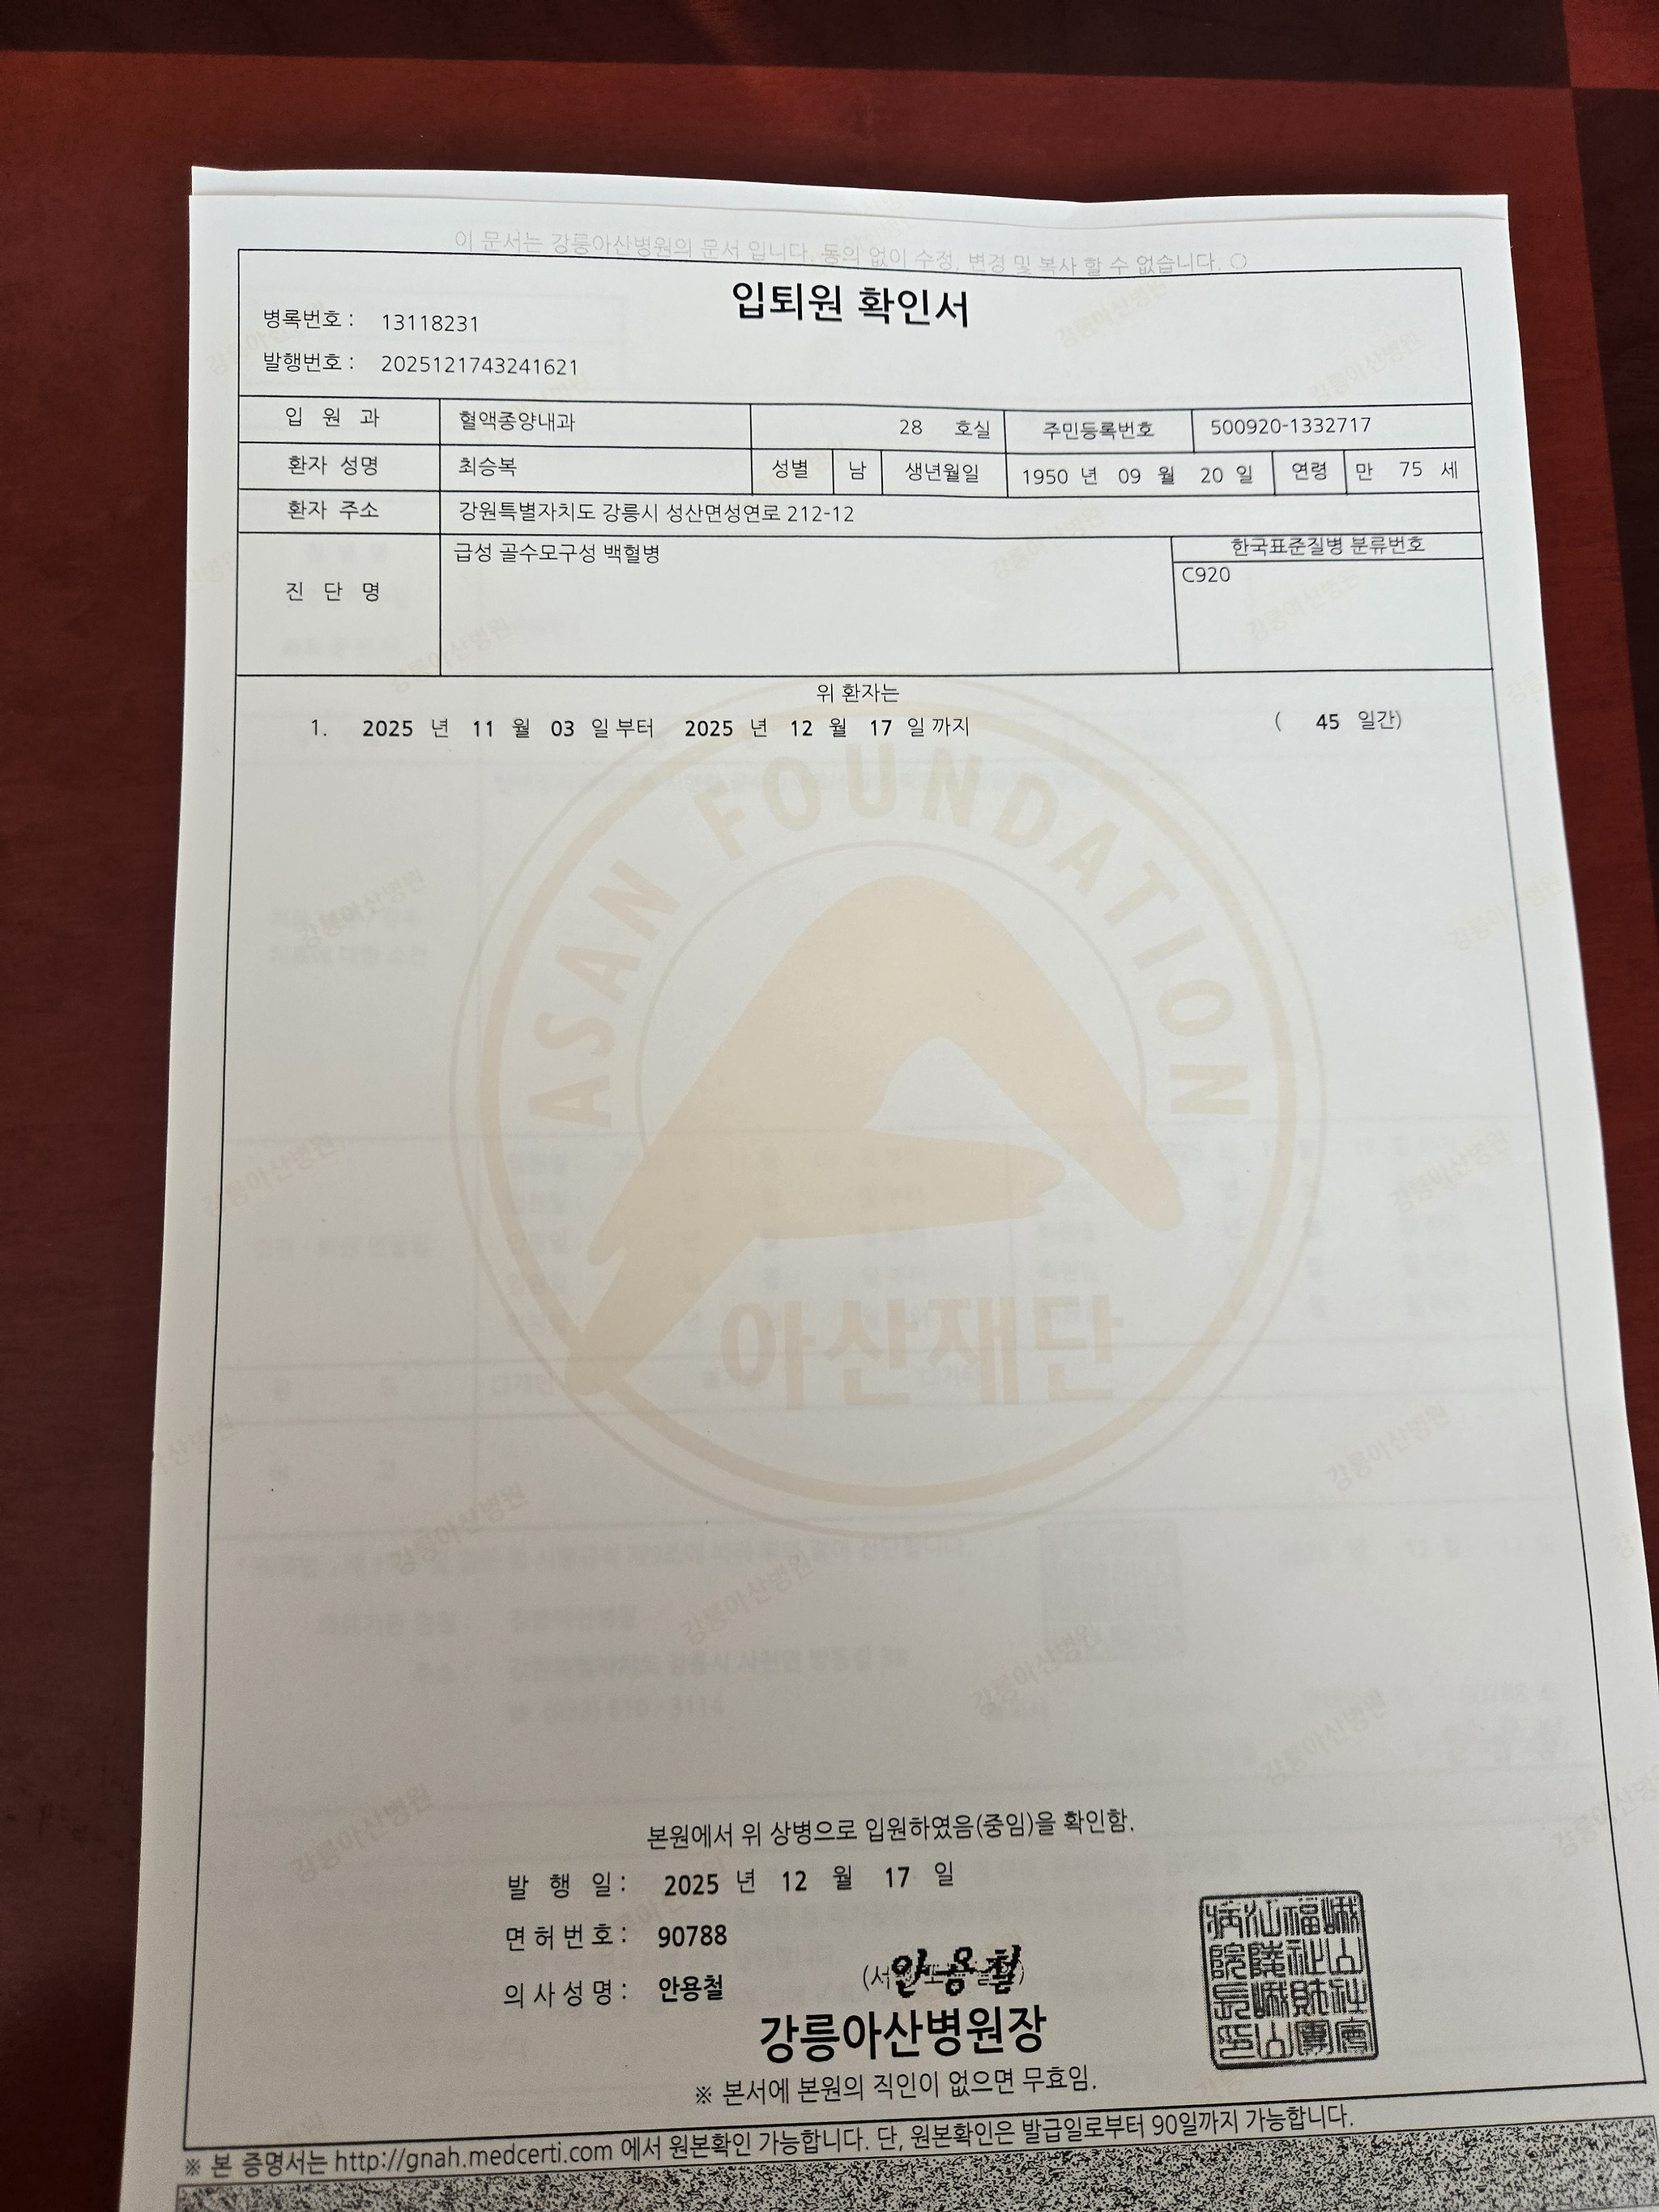 이 문서는 강릉아산병원의 문서 입니다. 동의 없이 수정, 변경 및 복사 할 수 없습니다.
입퇴원 확인서
병록번호 : 13118231
발행번호 : 2025121743241621
입 원 과 혈액종양내과 28 호실 주민등록번호 500920-1332717
환자 성명 최승복 성별 남 생년월일 1950 년 09 월 20 일 연령 만 75 세
환자 주소 강원특별자치도 강릉시 성산면성연로 212-12
진 단 명 급성 골수모구성 백혈병 한국표준질병 분류번호
C920
위 환자는
1. 2025 년 11 월 03 일 부터 2025 년 12 월 17 일 까지 ( 45 일간)
ASAN FOUNDATION
아산재단
본원에서 위 상병으로 입원하였음(중임)을 확인함.
발 행 일 : 2025 년 12 월 17 일
면 허 번 호 : 90788
의 사 성 명 : 안용철 안용철
강릉아산병원장
※ 본서에 본원의 직인이 없으면 무효임.
※ 본 증명서는 http://gnah.medcerti.com 에서 원본확인 가능합니다. 단, 원본확인은 발급일로부터 90일까지 가능합니다.
강릉아산병원